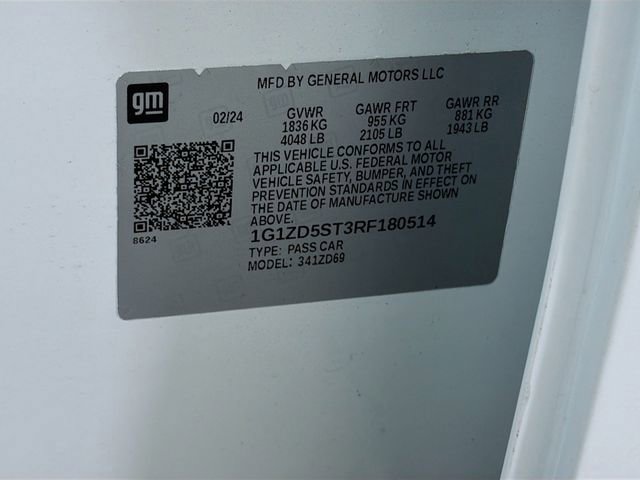 gm
MFD BY GENERAL MOTORS LLC
02/24 GVWR GAWR FRT GAWR RR
1836 KG 955 KG 881 KG
4048 LB 2105 LB 1943 LB
THIS VEHICLE CONFORMS TO ALL
APPLICABLE U.S. FEDERAL MOTOR
VEHICLE SAFETY, BUMPER, AND THEFT
PREVENTION STANDARDS IN EFFECT ON
THE DATE OF MANUFACTURE SHOWN
ABOVE.
1G1ZD5ST3RF180514
8624
TYPE: PASS CAR
MODEL: 341ZD69